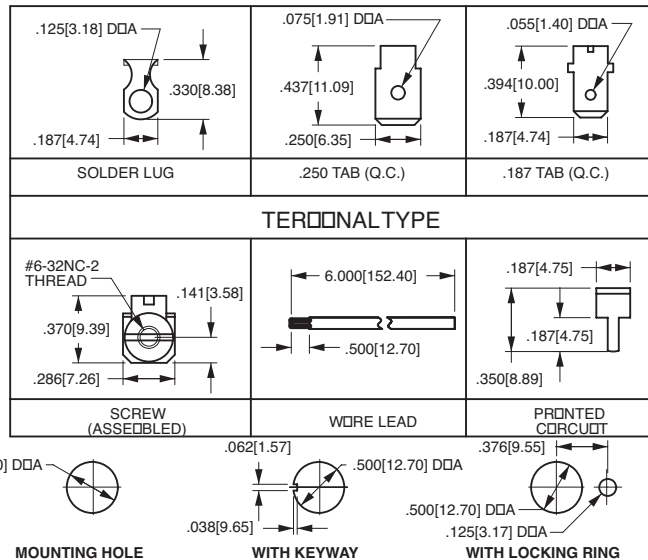 .125[3.18] D□□A
.330[8.38]
.187[4.74]
SOLDER LUG
.075[1.91] D□□A
.437[11.09]
.250[6.35]
.250 TAB (Q.C.)
.055[1.40] D□□A
.394[10.00]
.187[4.74]
.187 TAB (Q.C.)
TER□□NAL TYPE
#6-32NC-2
THREAD
.141[3.58]
.370[9.39]
.286[7.26]
SCREW
(ASSE□BLED)
6.000[152.40]
.500[12.70]
W□RE LEAD
.187[4.75]
.187[4.75]
.350[8.89]
PR□NTED
C□RCU□T
0] D□□A
MOUNTING HOLE
.062[1.57]
.500[12.70] D□□A
.038[9.65]
WITH KEYWAY
.376[9.55]
.500[12.70] D□□A
.125[3.17] D□□A
WITH LOCKING RING